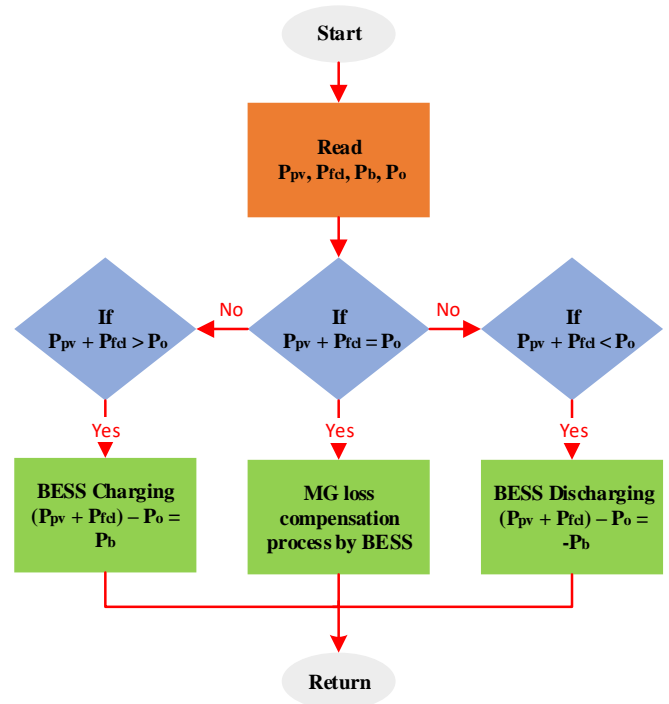 Start
Read
Ppv, Pfcl, Pb, Po
No
No
If
Ppv + Pfcl > Po
If
Ppv + Pfcl = Po
If
Ppv + Pfcl < Po
Yes
Yes
Yes
BESS Charging
(Ppv + Pfcl) – Po =
Pb
MG loss
compensation
process by BESS
BESS Discharging
(Ppv + Pfcl) – Po =
-Pb
Return